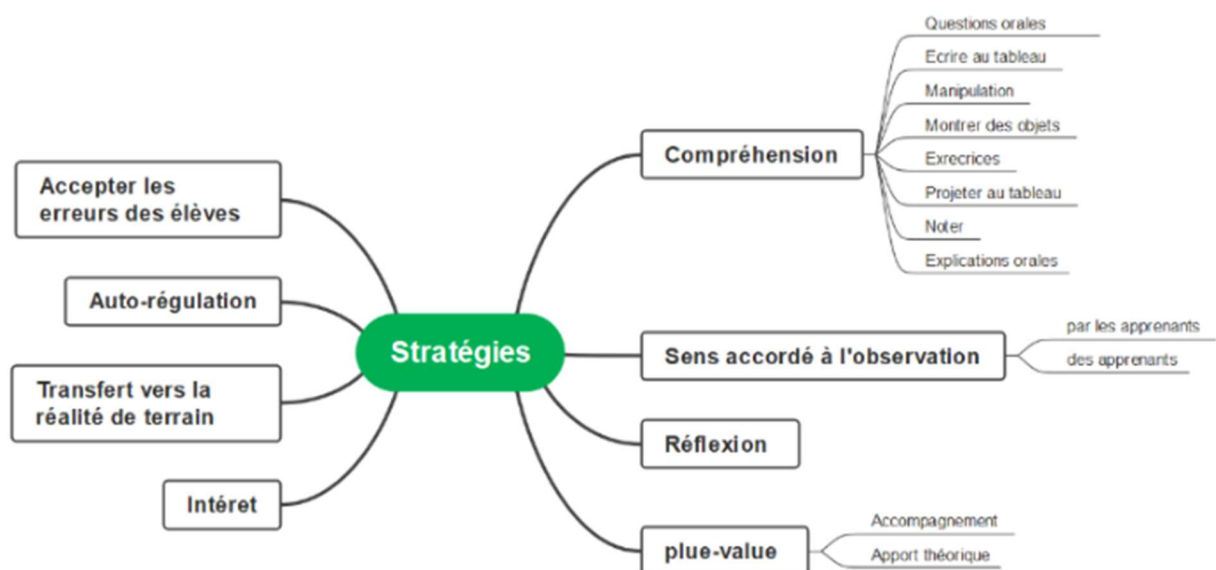 Stratégies
Compréhension
Questions orales
Ecrire au tableau
Manipulation
Montrer des objets
Exrecrices
Projeter au tableau
Noter
Explications orales
Sens accordé à l'observation
par les apprenants
des apprenants
Réflexion
plue-value
Accompagnement
Apport théorique
Accepter les
erreurs des élèves
Auto-régulation
Transfert vers la
réalité de terrain
Intéret